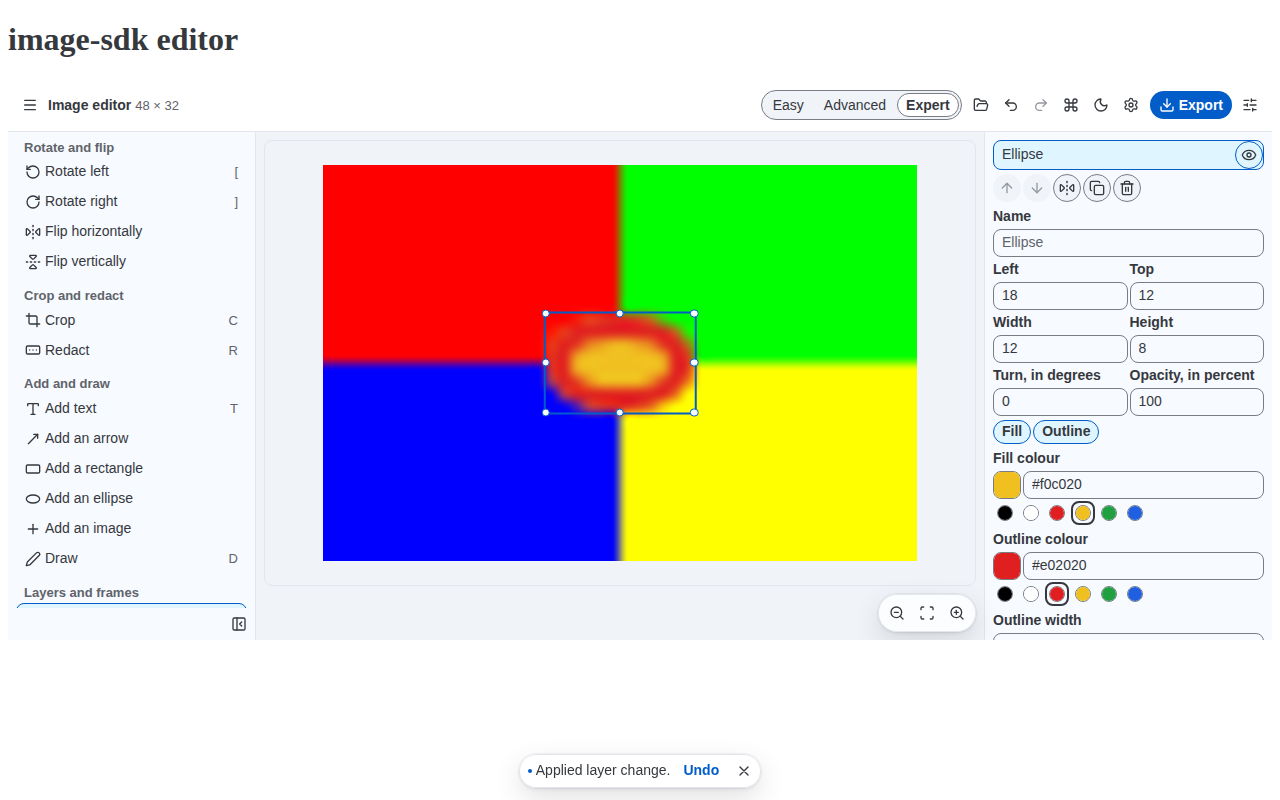 image-sdk editor
Image editor 48 × 32
Easy Advanced Expert Export
Rotate and flip
Rotate left [
Rotate right ]
Flip horizontally
Flip vertically
Crop and redact
Crop C
Redact R
Add and draw
Add text T
Add an arrow
Add a rectangle
Add an ellipse
Add an image
Draw D
Layers and frames
Ellipse
Name
Ellipse
Left Top
18 12
Width Height
12 8
Turn, in degrees Opacity, in percent
0 100
Fill Outline
Fill colour
#f0c020
Outline colour
#e02020
Outline width
Applied layer change. Undo